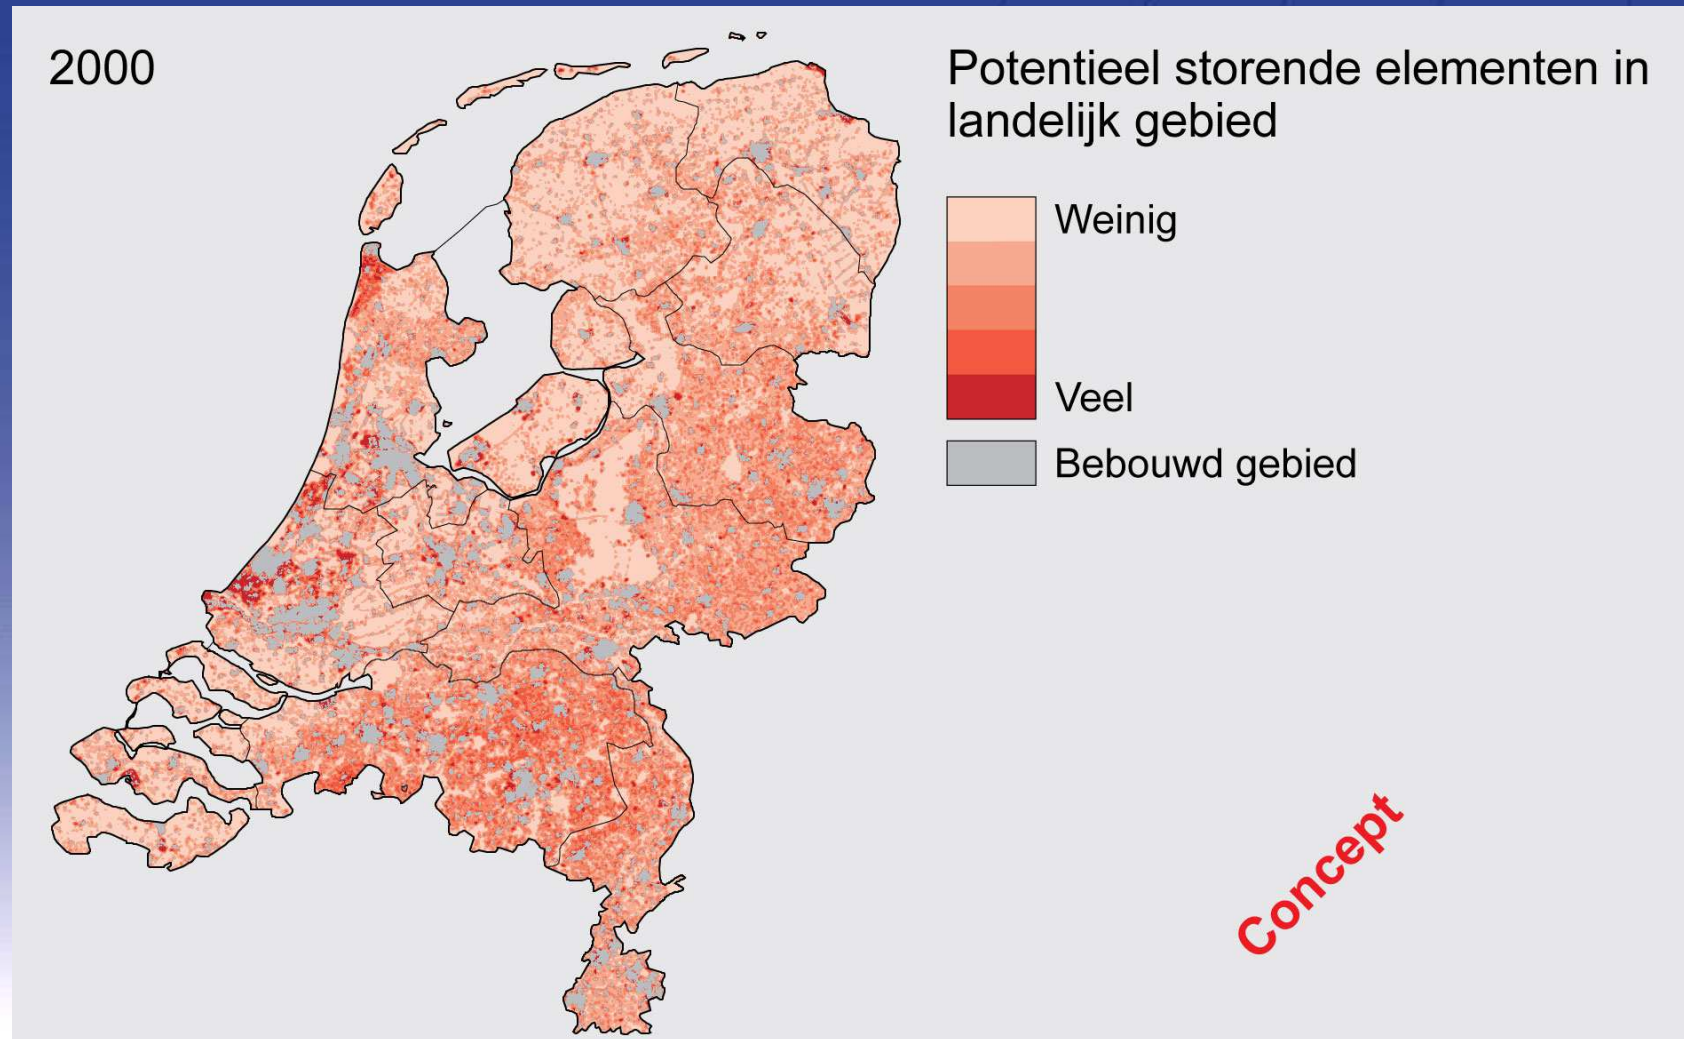 2000
Potentieel storende elementen in
landelijk gebied
Weinig
Veel
Bebouwd gebied
Concept